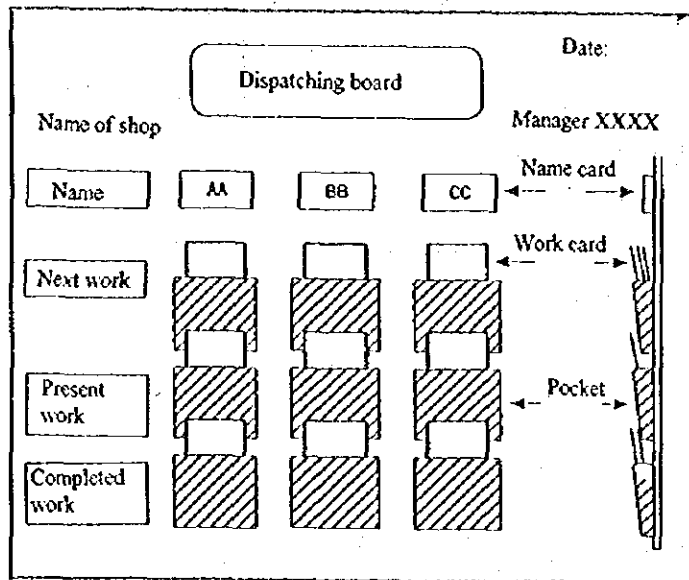 Date:
Dispatching board
Name of shop
Manager XXXX
Name
AA
BB
CC
Name card
Work card
Next work
Present
work
Pocket
Completed
work